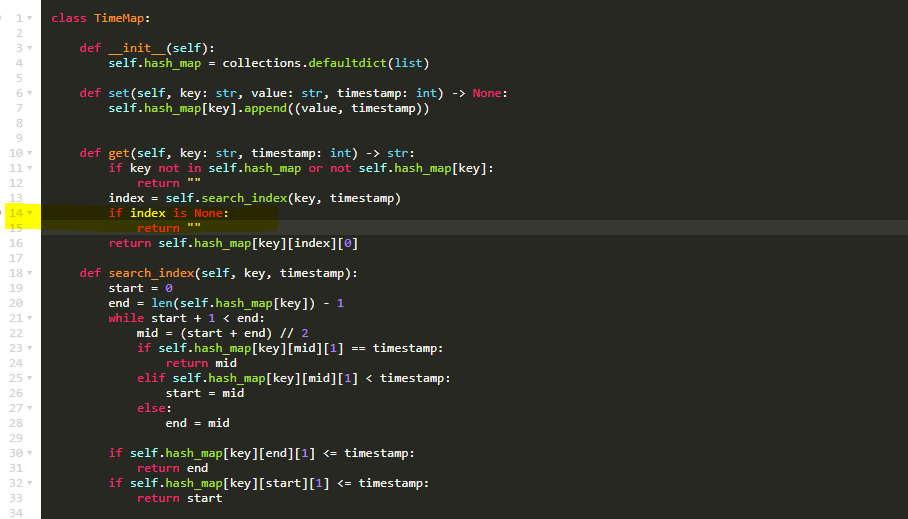 1 class TimeMap:
2
3     def __init__(self):
4         self.hash_map = collections.defaultdict(list)
5
6     def set(self, key: str, value: str, timestamp: int) -> None:
7         self.hash_map[key].append((value, timestamp))
8
9
10     def get(self, key: str, timestamp: int) -> str:
11         if key not in self.hash_map or not self.hash_map[key]:
12             return ""
13         index = self.search_index(key, timestamp)
14         if index is None:
15             return ""
16         return self.hash_map[key][index][0]
17
18     def search_index(self, key, timestamp):
19         start = 0
20         end = len(self.hash_map[key]) - 1
21         while start + 1 < end:
22             mid = (start + end) // 2
23             if self.hash_map[key][mid][1] == timestamp:
24                 return mid
25             elif self.hash_map[key][mid][1] < timestamp:
26                 start = mid
27             else:
28                 end = mid
29
30         if self.hash_map[key][end][1] <= timestamp:
31             return end
32         if self.hash_map[key][start][1] <= timestamp:
33             return start
34